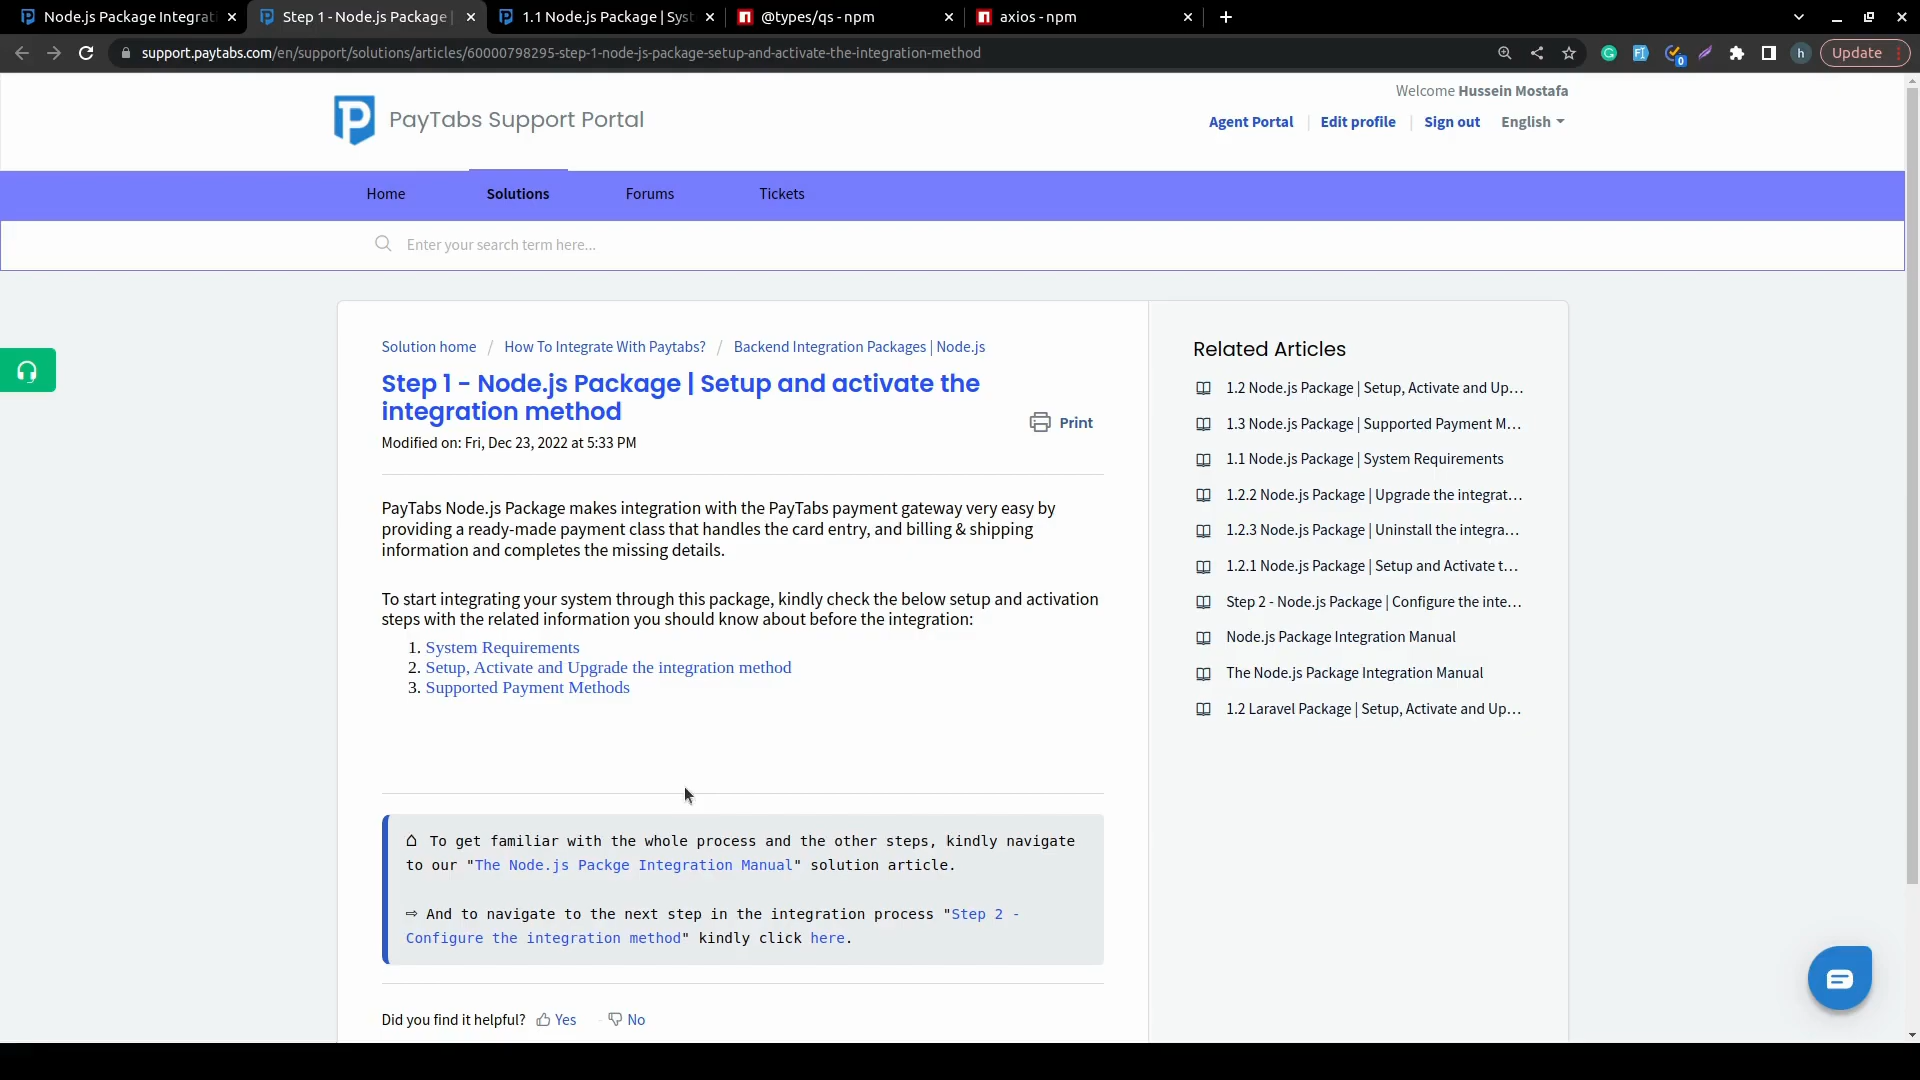 Node.js Package Integrati
Step 1 - Node.js Package |
1.1 Node.js Package | Syst
@types/qs - npm
axios - npm
support.paytabs.com/en/support/solutions/articles/60000798295-step-1-node-js-package-setup-and-activate-the-integration-method
0
h
Update
Welcome Hussein Mostafa
PayTabs Support Portal
Agent Portal
Edit profile
Sign out
English
Home
Solutions
Forums
Tickets
Enter your search term here...
Solution home / How To Integrate With Paytabs? / Backend Integration Packages | Node.js
Step 1 - Node.js Package | Setup and activate the
integration method
Print
Modified on: Fri, Dec 23, 2022 at 5:33 PM
PayTabs Node.js Package makes integration with the PayTabs payment gateway very easy by
providing a ready-made payment class that handles the card entry, and billing & shipping
information and completes the missing details.
To start integrating your system through this package, kindly check the below setup and activation
steps with the related information you should know about before the integration:
1. System Requirements
2. Setup, Activate and Upgrade the integration method
3. Supported Payment Methods
⌂ To get familiar with the whole process and the other steps, kindly navigate
to our "The Node.js Packge Integration Manual" solution article.
⇨ And to navigate to the next step in the integration process "Step 2 -
Configure the integration method" kindly click here.
Did you find it helpful? Yes No
Related Articles
1.2 Node.js Package | Setup, Activate and Up...
1.3 Node.js Package | Supported Payment M...
1.1 Node.js Package | System Requirements
1.2.2 Node.js Package | Upgrade the integrat...
1.2.3 Node.js Package | Uninstall the integra...
1.2.1 Node.js Package | Setup and Activate t...
Step 2 - Node.js Package | Configure the inte...
Node.js Package Integration Manual
The Node.js Package Integration Manual
1.2 Laravel Package | Setup, Activate and Up...